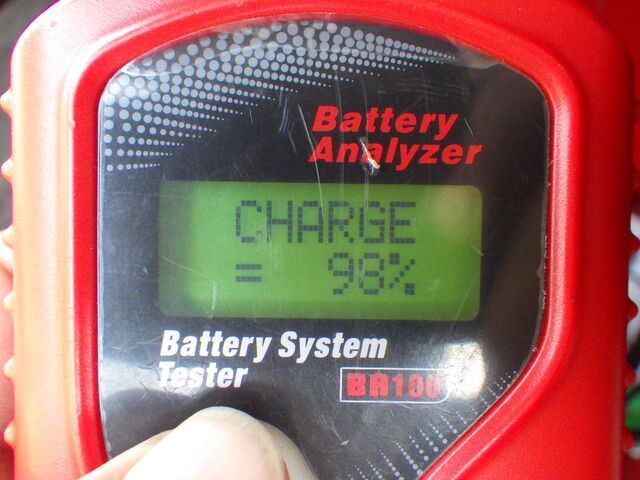 Battery
Analyzer
CHARGE
= 98%
Battery System
Tester
BR100